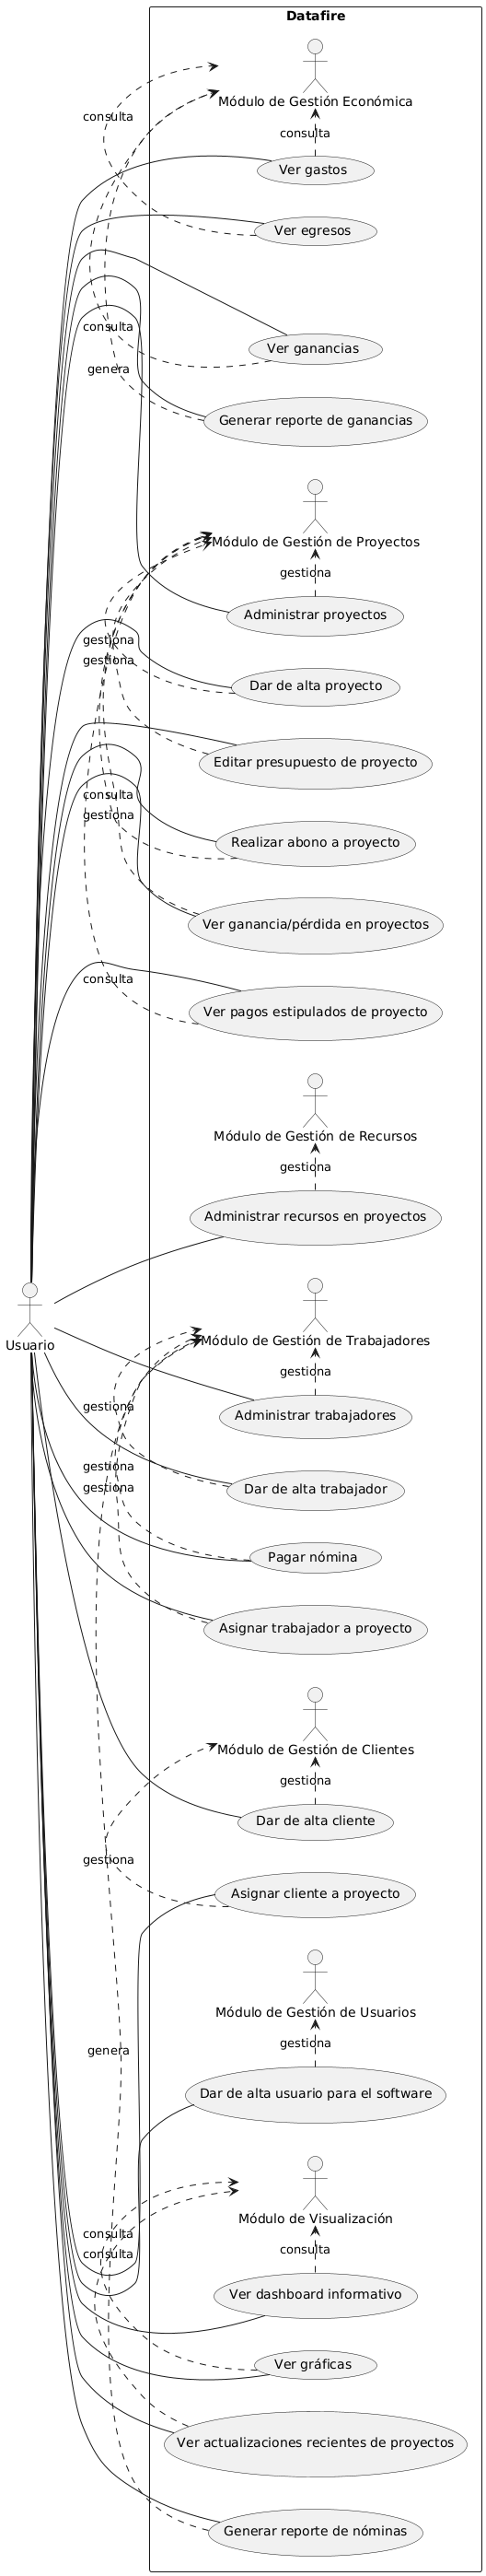 Datafire
Módulo de Gestión Económica
consulta
consulta
Ver gastos
Ver egresos
consulta
Ver ganancias
genera
Generar reporte de ganancias
Módulo de Gestión de Proyectos
gestiona
Administrar proyectos
gestiona
gestiona
Dar de alta proyecto
Editar presupuesto de proyecto
consulta
gestiona
Realizar abono a proyecto
Ver ganancia/pérdida en proyectos
consulta
Ver pagos estipulados de proyecto
Módulo de Gestión de Recursos
gestiona
Administrar recursos en proyectos
Usuario
Módulo de Gestión de Trabajadores
gestiona
gestiona
Administrar trabajadores
gestiona
gestiona
Dar de alta trabajador
Pagar nómina
Asignar trabajador a proyecto
Módulo de Gestión de Clientes
gestiona
Dar de alta cliente
gestiona
Asignar cliente a proyecto
Módulo de Gestión de Usuarios
gestiona
genera
Dar de alta usuario para el software
Módulo de Visualización
consulta
consulta
consulta
Ver dashboard informativo
Ver gráficas
Ver actualizaciones recientes de proyectos
Generar reporte de nóminas